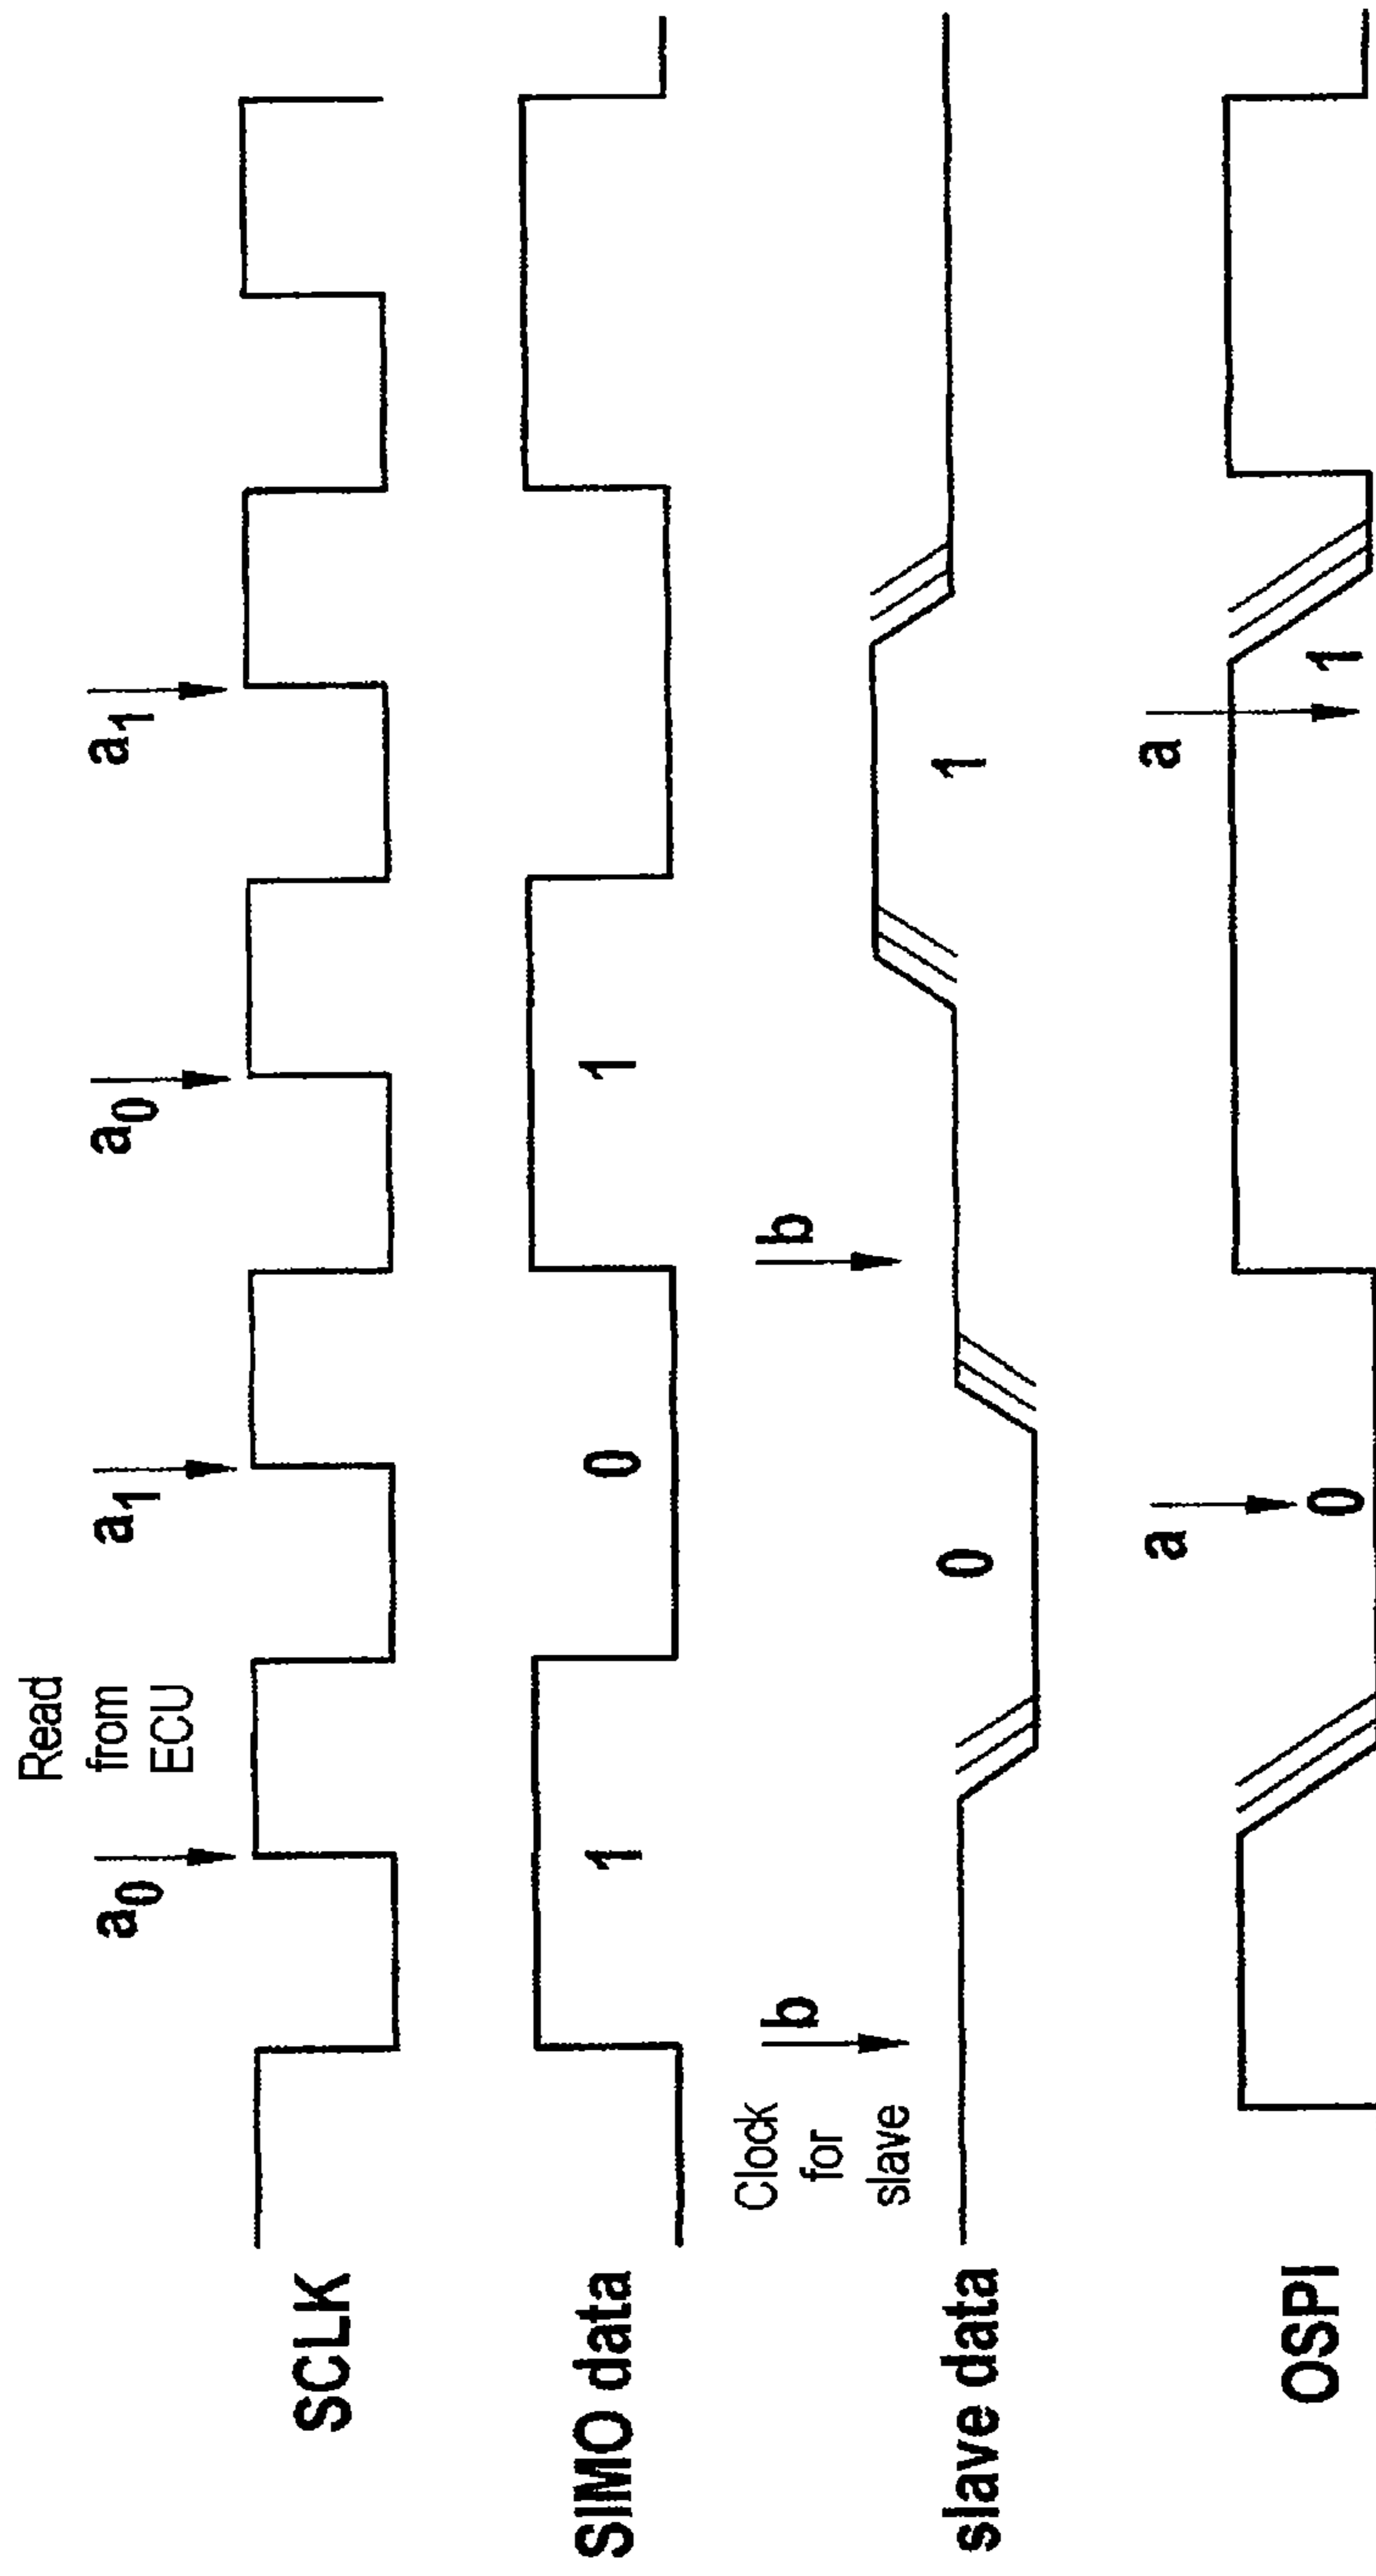 Read
from
ECU
a0
a1
a0
a1
SCLK
1
0
1
SIMO data
Clock
for
slave
b
b
0
1
slave data
a
a
0
1
OSPI